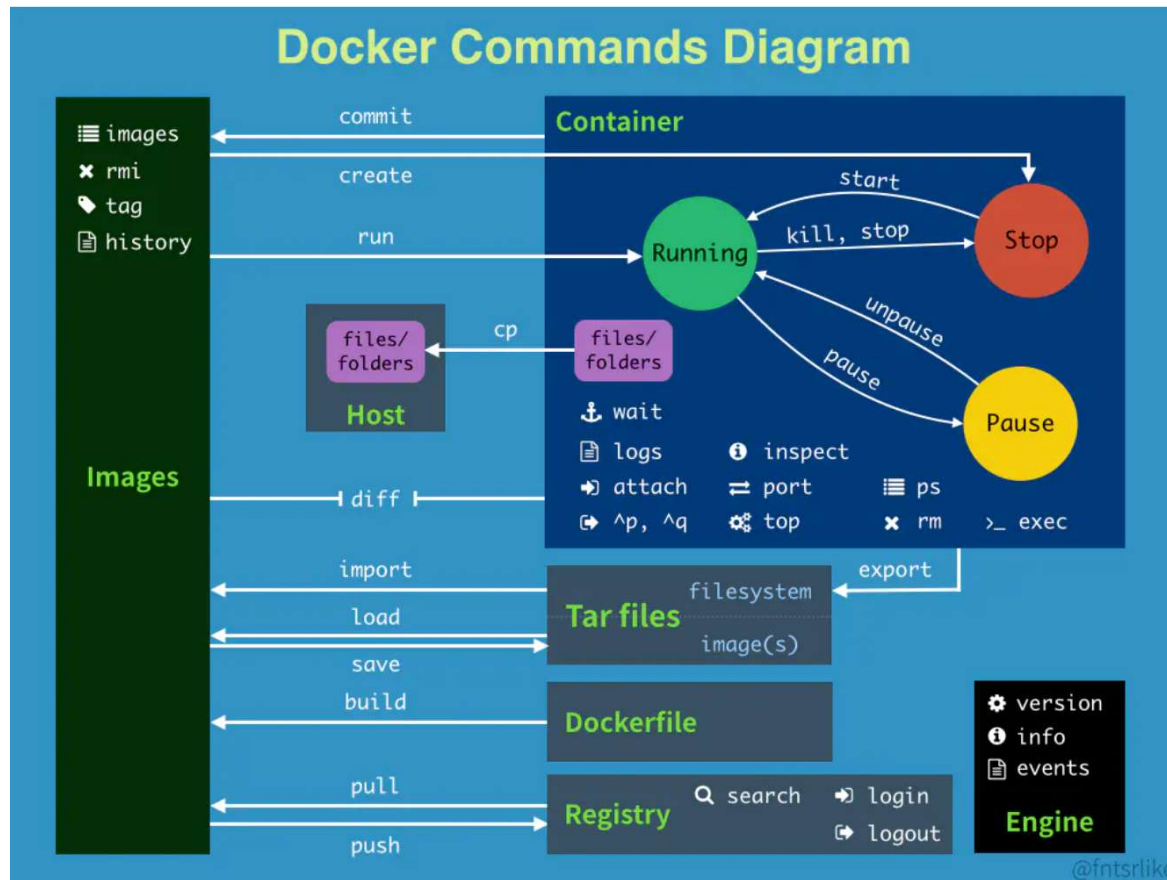 Docker Commands Diagram
images
rmi
tag
history
Images
commit
create
run
Container
start
kill, stop
Running
Stop
unpause
pause
Pause
files/
folders
Host
cp
files/
folders
wait
logs
inspect
attach
port
ps
^p, ^q
top
rm
>_ exec
diff
import
load
save
export
filesystem
Tar files
image(s)
build
Dockerfile
pull
push
Registry
search
login
logout
version
info
events
Engine
@fntsrlike